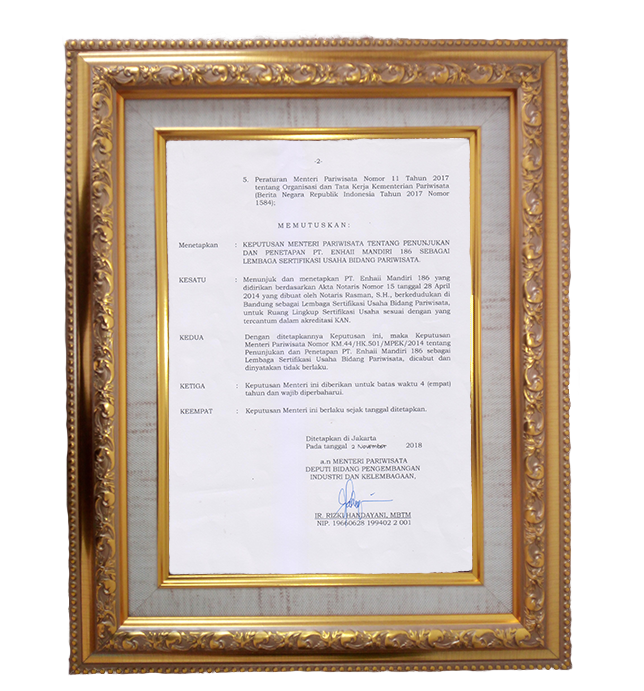 -2-
5. Peraturan Menteri Pariwisata Nomor 11 Tahun 2017
tentang Organisasi dan Tata Kerja Kementerian Pariwisata
(Berita Negara Republik Indonesia Tahun 2017 Nomor
1584);
MEMUTUSKAN:
Menetapkan : KEPUTUSAN MENTERI PARIWISATA TENTANG PENUNJUKAN
DAN PENETAPAN PT. ENHAII MANDIRI 186 SEBAGAI
LEMBAGA SERTIFIKASI USAHA BIDANG PARIWISATA.
KESATU : Menunjuk dan menetapkan PT. Enhaii Mandiri 186 yang
didirikan berdasarkan Akta Notaris Nomor 15 tanggal 28 April
2014 yang dibuat oleh Notaris Rasman, S.H., berkedudukan di
Bandung sebagai Lembaga Sertifikasi Usaha Bidang Pariwisata,
untuk Ruang Lingkup Sertifikasi Usaha sesuai dengan yang
tercantum dalam akreditasi KAN.
KEDUA : Dengan ditetapkannya Keputusan ini, maka Keputusan
Menteri Pariwisata Nomor KM.44/HK.501/MPEK/2014 tentang
Penunjukan dan Penetapan PT. Enhaii Mandiri 186 sebagai
Lembaga Sertifikasi Usaha Bidang Pariwisata, dicabut dan
dinyatakan tidak berlaku.
KETIGA : Keputusan Menteri ini diberikan untuk batas waktu 4 (empat)
tahun dan wajib diperbaharui.
KEEMPAT : Keputusan Menteri ini berlaku sejak tanggal ditetapkan.
Ditetapkan di Jakarta
Pada tanggal 2 November 2018
a.n MENTERI PARIWISATA
DEPUTI BIDANG PENGEMBANGAN
INDUSTRI DAN KELEMBAGAAN,
IR. RIZKI HANDAYANI, MBTM
NIP. 19660628 199402 2 001